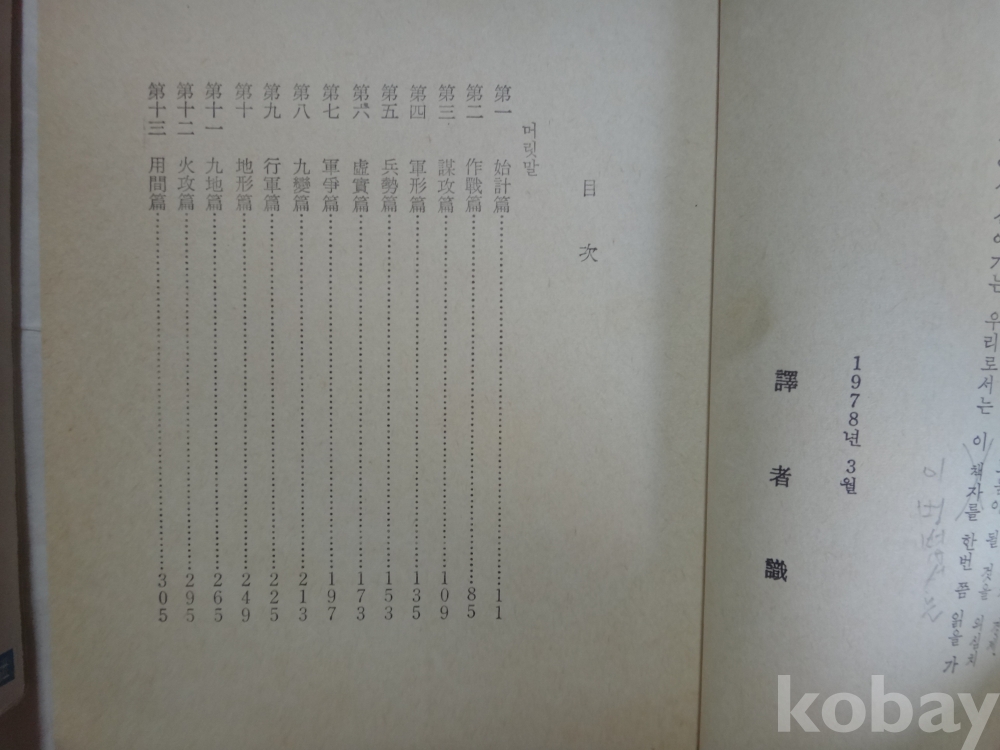 우리로서는 이 책자를 한번 쯤 읽을 가
1978년 3월
譯者識
目次
머릿말
第一 始計篇……11
第二 作戰篇……85
第三 謀攻篇……109
第四 軍形篇……135
第五 兵勢篇……153
第六 虛實篇……173
第七 軍爭篇……197
第八 九變篇……213
第九 行軍篇……225
第十 地形篇……249
第十一 九地篇……265
第十二 火攻篇……295
第十三 用間篇……305
kobay